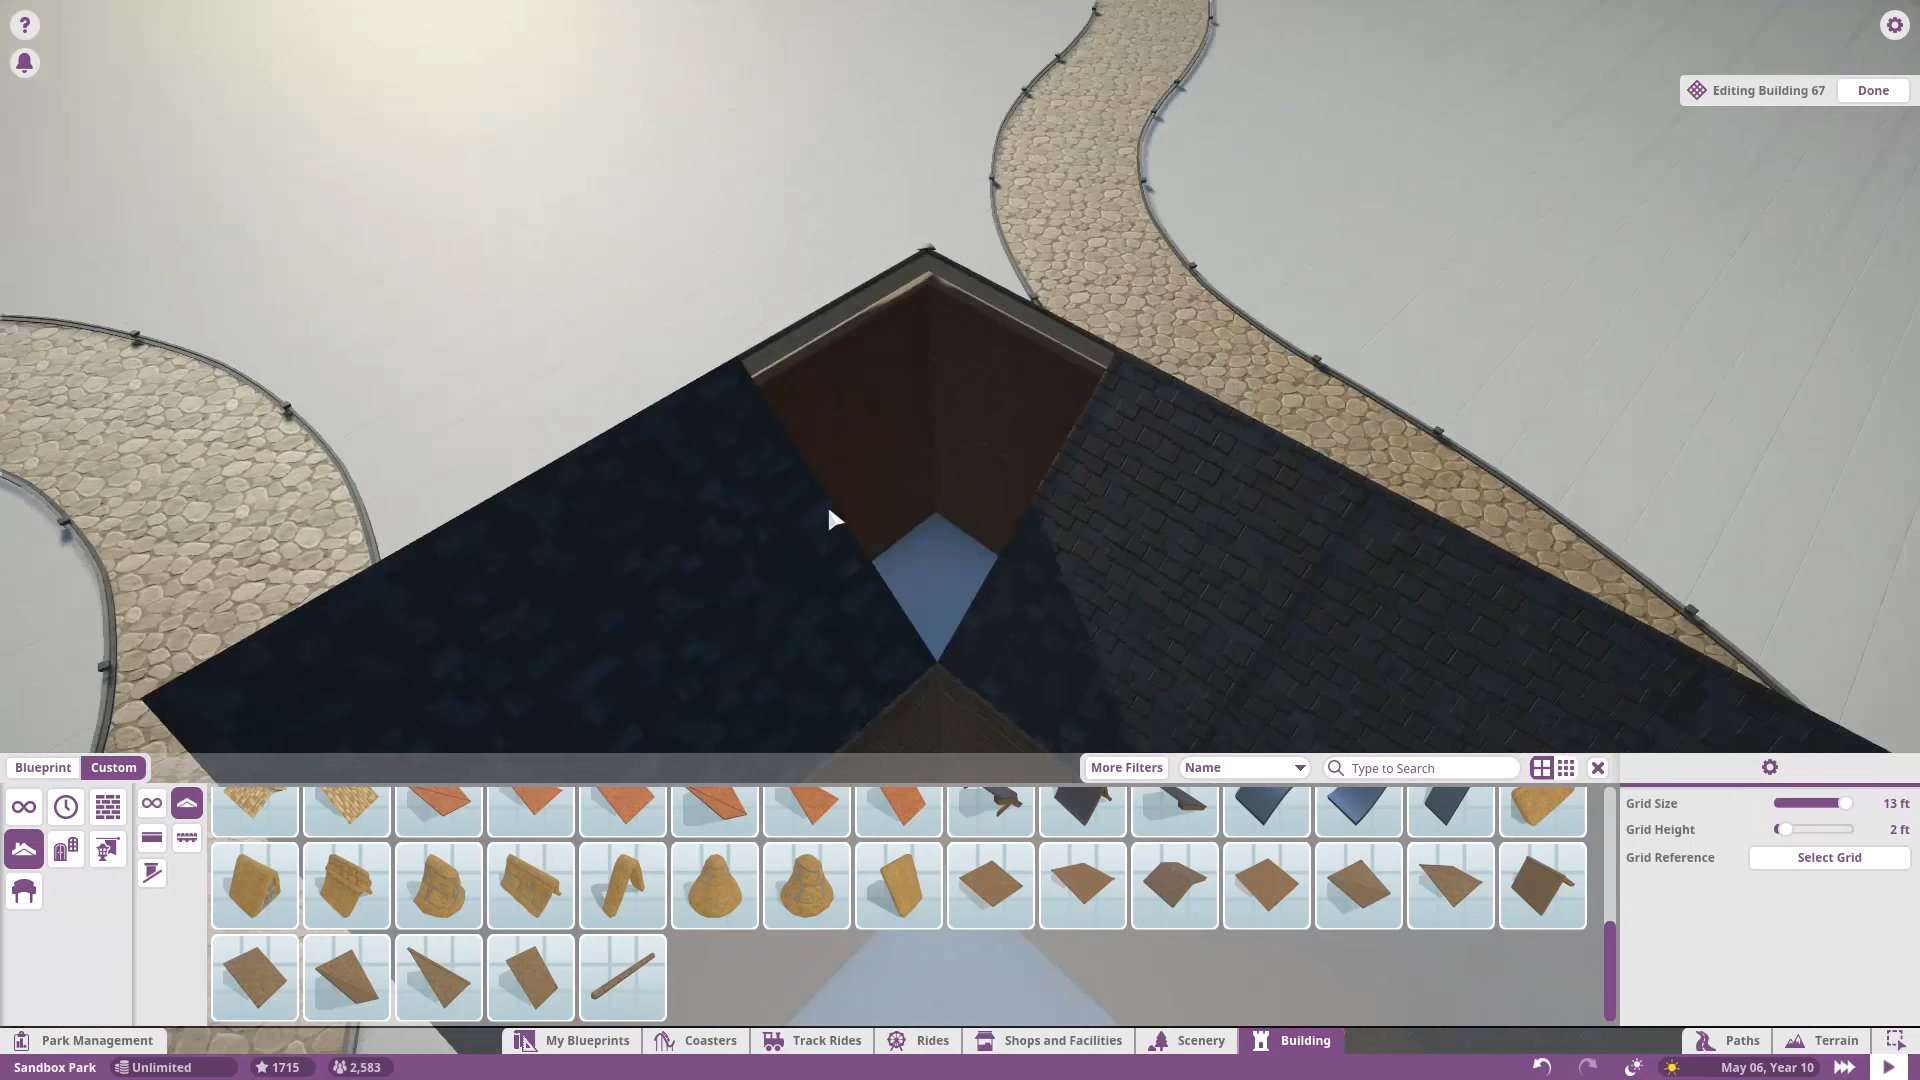 ?
Editing Building 67
Done
Blueprint
Custom
More Filters
Name
Type to Search
Grid Size
13 ft
Grid Height
2 ft
Grid Reference
Select Grid
Park Management
My Blueprints
Coasters
Track Rides
Rides
Shops and Facilities
Scenery
Building
Paths
Terrain
Sandbox Park
Unlimited
1715
2,583
May 06, Year 10